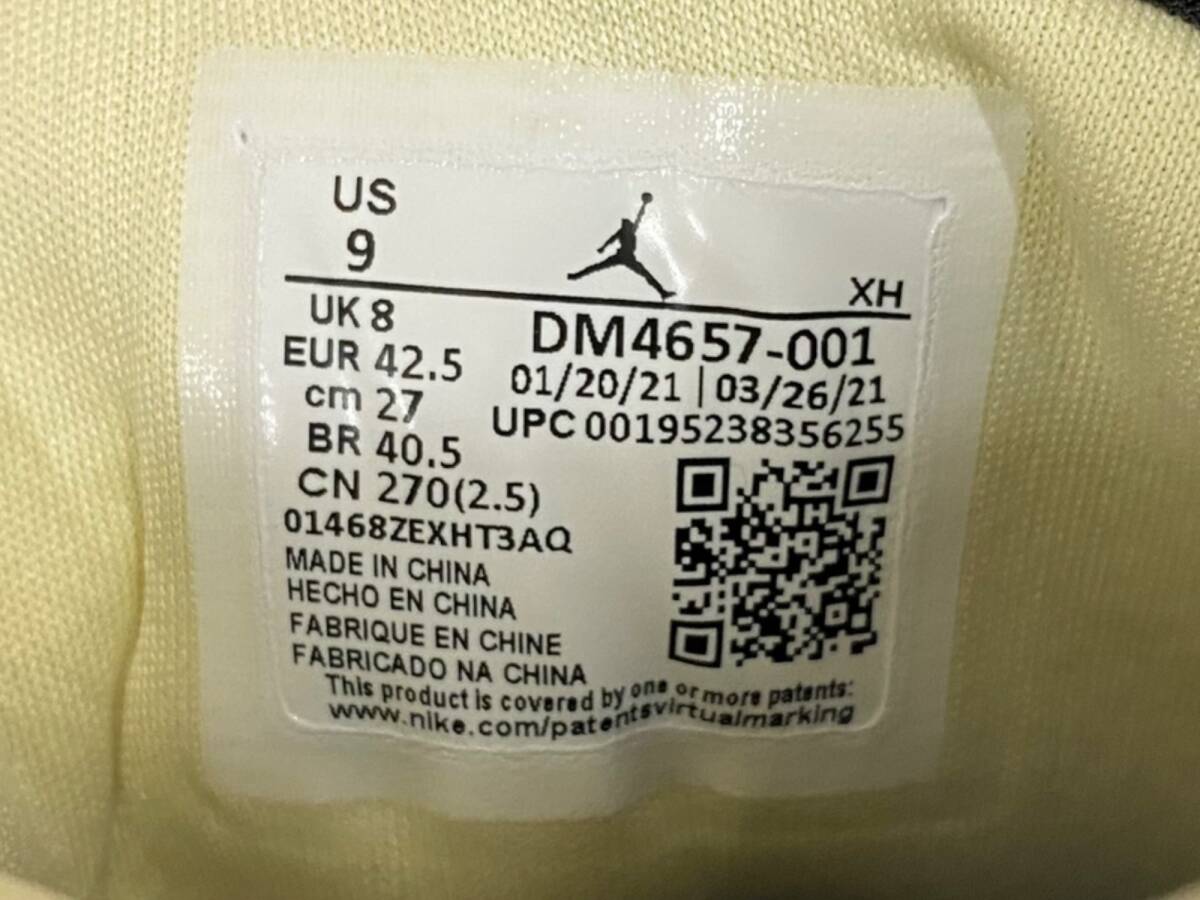 US
9
XH
UK 8
EUR 42.5
cm 27
BR 40.5
CN 270(2.5)
DM4657-001
01/20/21 | 03/26/21
UPC 00195238356255
01468ZEXHT3AQ
MADE IN CHINA
HECHO EN CHINA
FABRIQUE EN CHINE
FABRICADO NA CHINA
This product is covered by one or more patents:
www.nike.com/patentsvirtualmarking